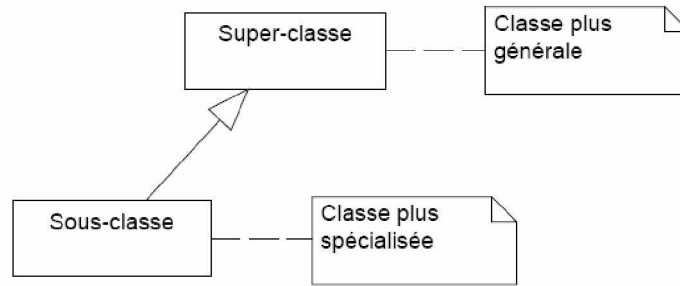 Super-classe
Classe plus
générale
Sous-classe
Classe plus
spécialisée